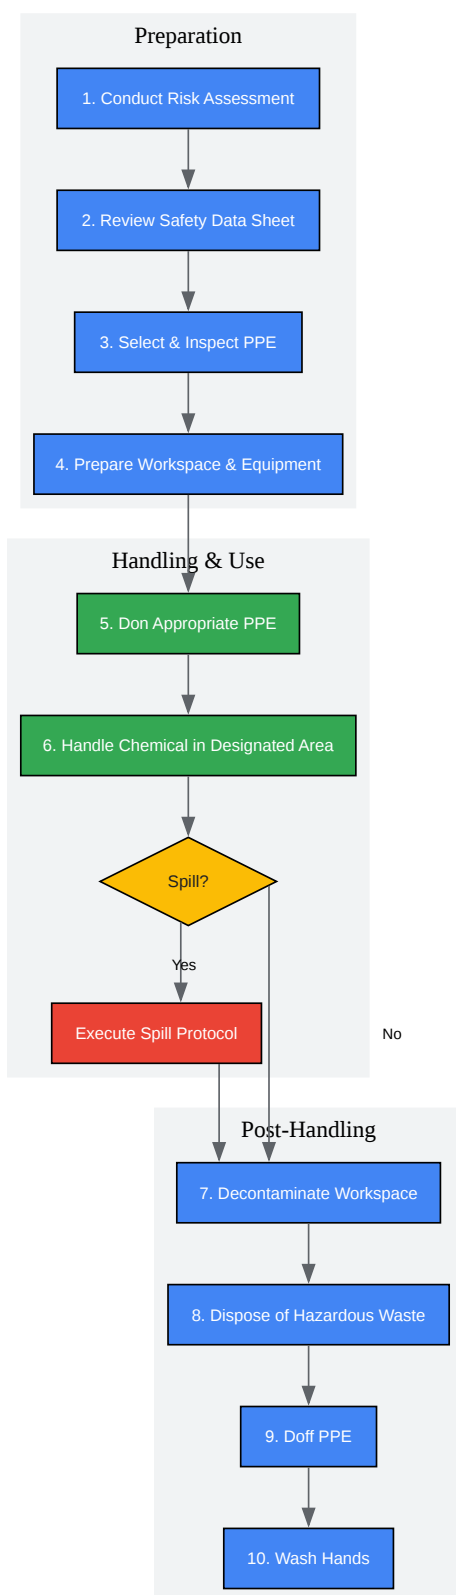 Preparation
1. Conduct Risk Assessment
2. Review Safety Data Sheet
3. Select & Inspect PPE
4. Prepare Workspace & Equipment
Handling & Use
5. Don Appropriate PPE
6. Handle Chemical in Designated Area
Spill?
Yes
Execute Spill Protocol
No
Post-Handling
7. Decontaminate Workspace
8. Dispose of Hazardous Waste
9. Doff PPE
10. Wash Hands